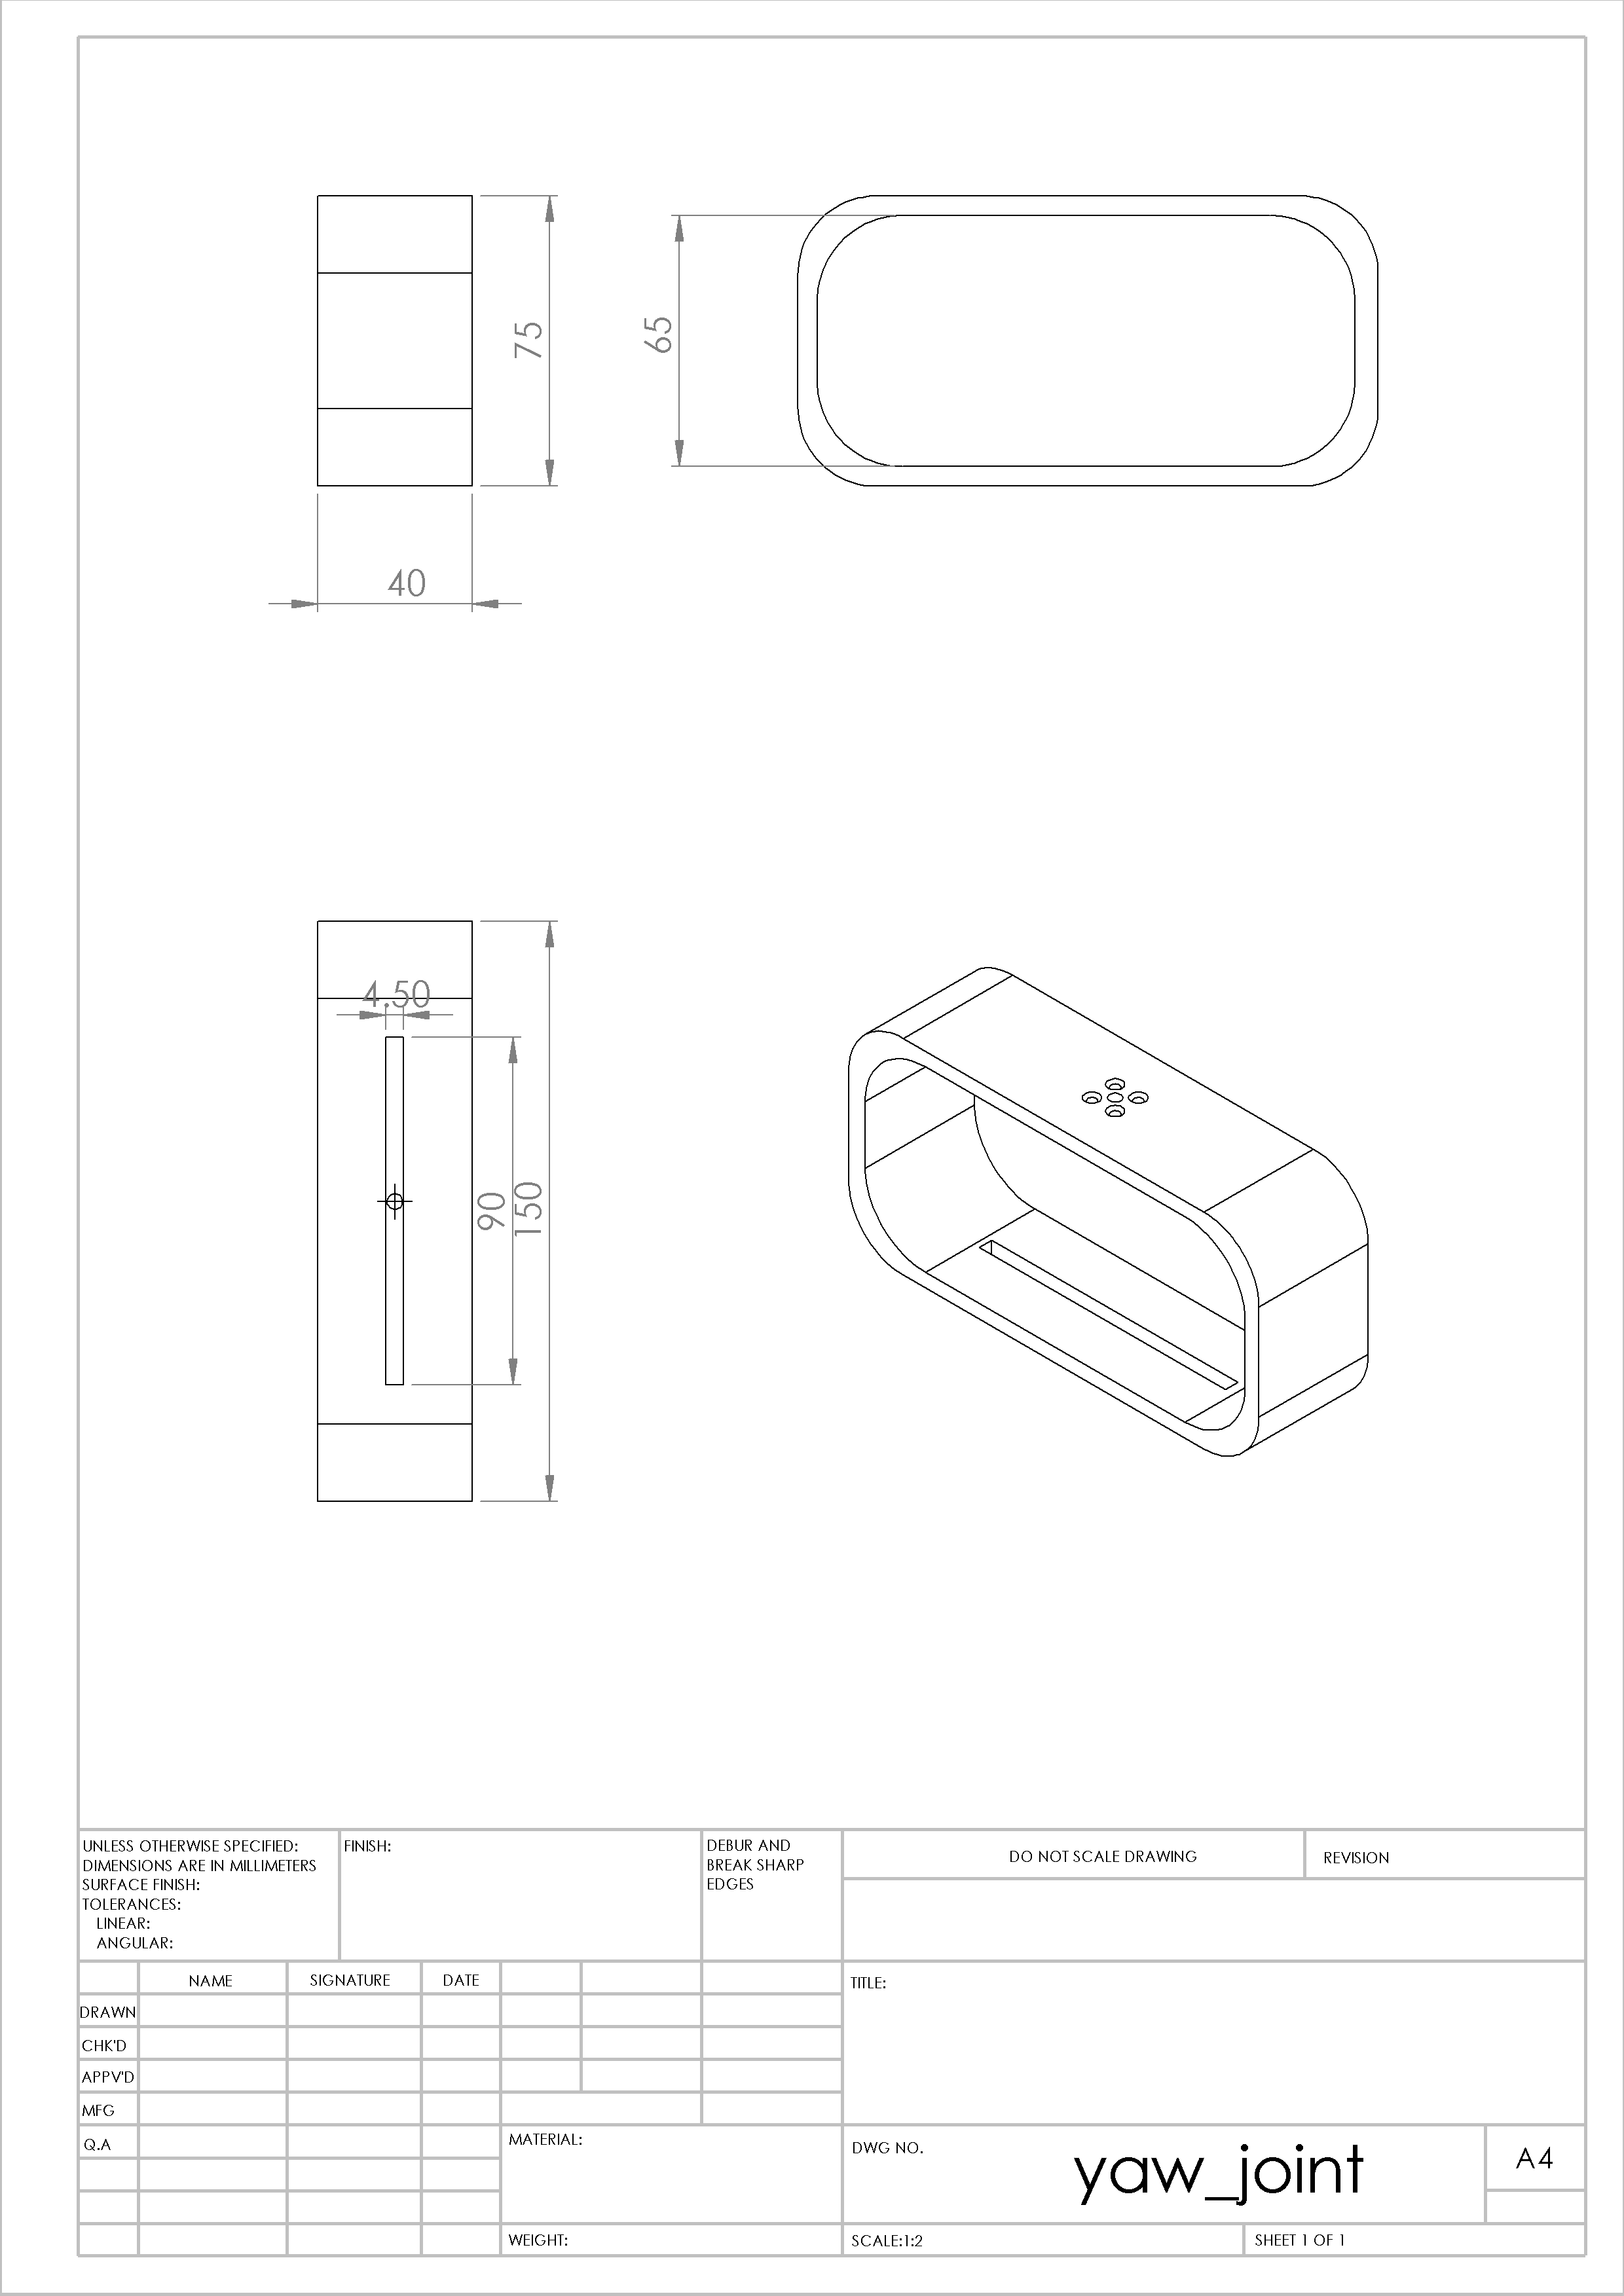 75
65
40
4.50
90
150
UNLESS OTHERWISE SPECIFIED:
DIMENSIONS ARE IN MILLIMETERS
SURFACE FINISH:
TOLERANCES:
LINEAR:
ANGULAR:
FINISH:
DEBUR AND
BREAK SHARP
EDGES
DO NOT SCALE DRAWING
REVISION
NAME
SIGNATURE
DATE
DRAWN
CHK'D
APPV'D
MFG
Q.A
TITLE:
MATERIAL:
DWG NO.
yaw_joint
A4
WEIGHT:
SCALE:1:2
SHEET 1 OF 1